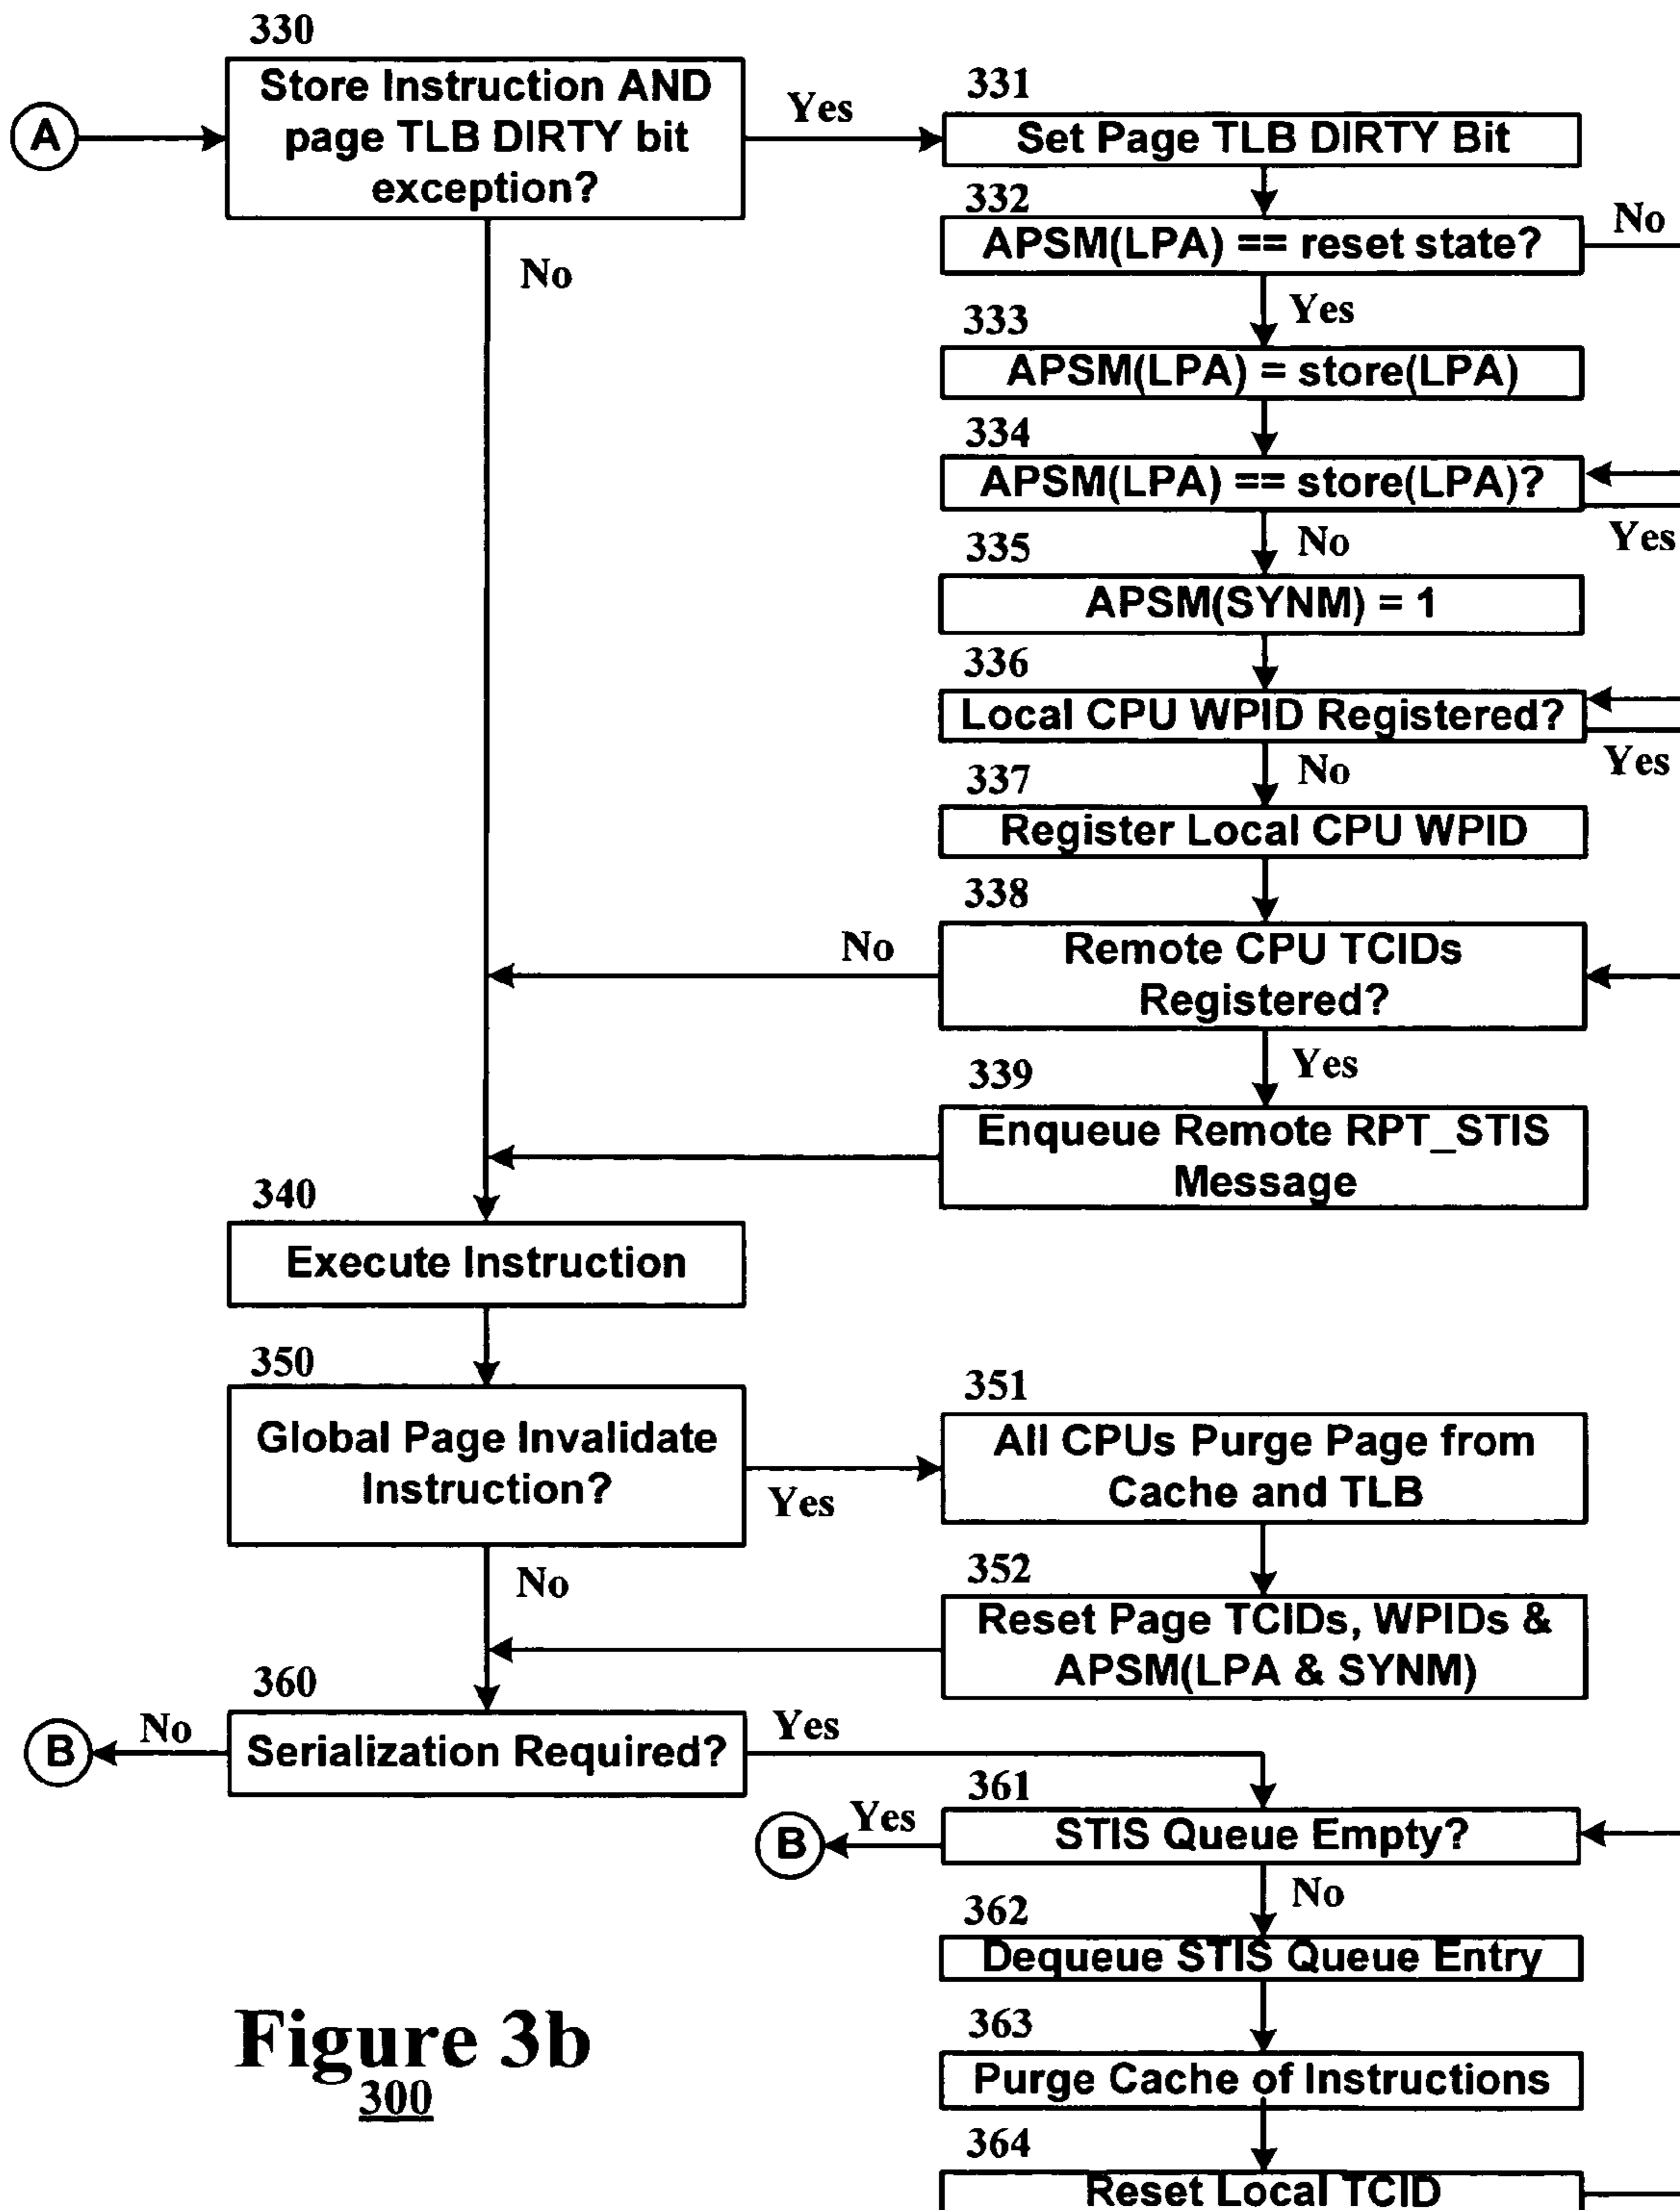 330
Store Instruction AND
page TLB DIRTY bit
exception?
A
Yes
No
331
Set Page TLB DIRTY Bit
332
APSM(LPA) == reset state?
No
Yes
333
APSM(LPA) = store(LPA)
334
APSM(LPA) == store(LPA)?
Yes
No
335
APSM(SYNM) = 1
336
Local CPU WPID Registered?
Yes
No
337
Register Local CPU WPID
338
Remote CPU TCIDs
Registered?
No
Yes
339
Enqueue Remote RPT_STIS
Message
340
Execute Instruction
350
Global Page Invalidate
Instruction?
Yes
No
351
All CPUs Purge Page from
Cache and TLB
352
Reset Page TCIDs, WPIDs &
APSM(LPA & SYNM)
360
Serialization Required?
No
B
Yes
361
STIS Queue Empty?
Yes
B
No
362
Dequeue STIS Queue Entry
363
Purge Cache of Instructions
364
Reset Local TCID
Figure 3b
300